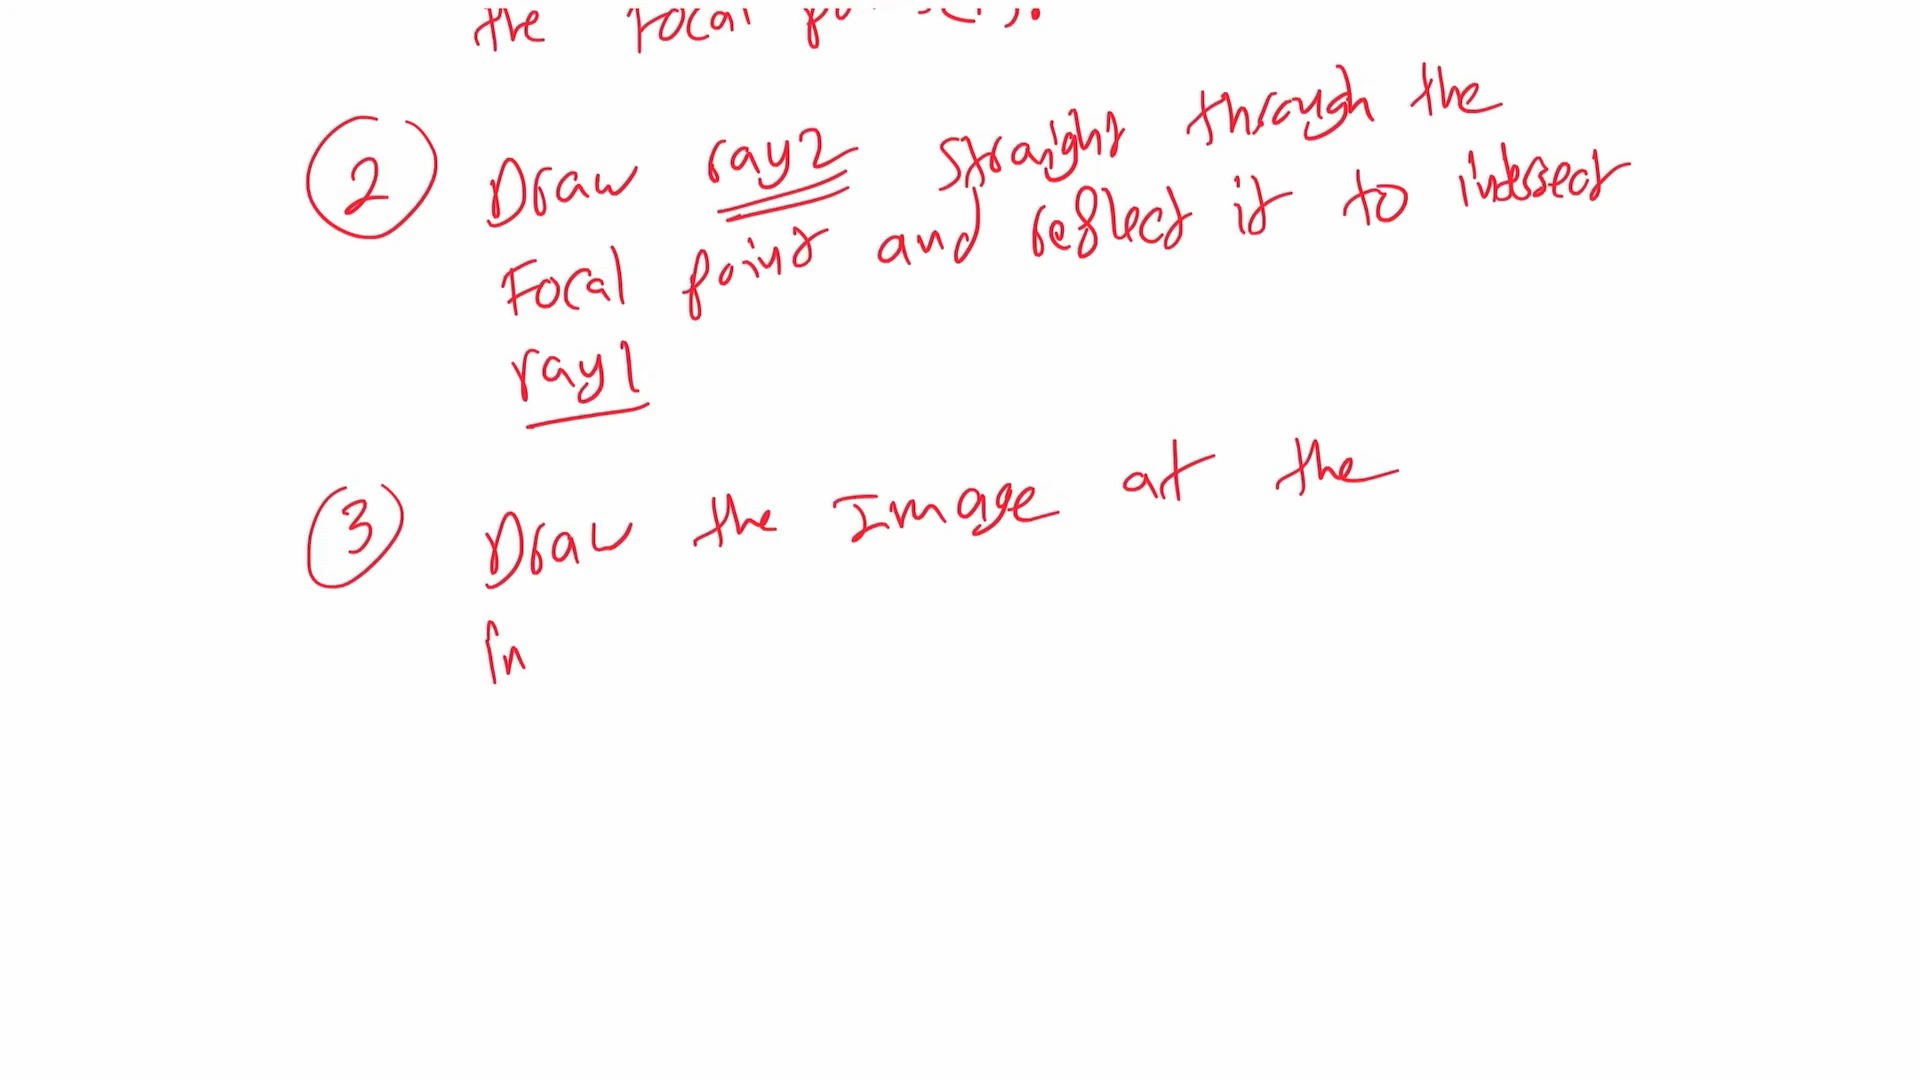 the focal
2 Draw ray2 straight through the
Focal point and reflect it to intersect
ray1
3 Draw the Image at the
in